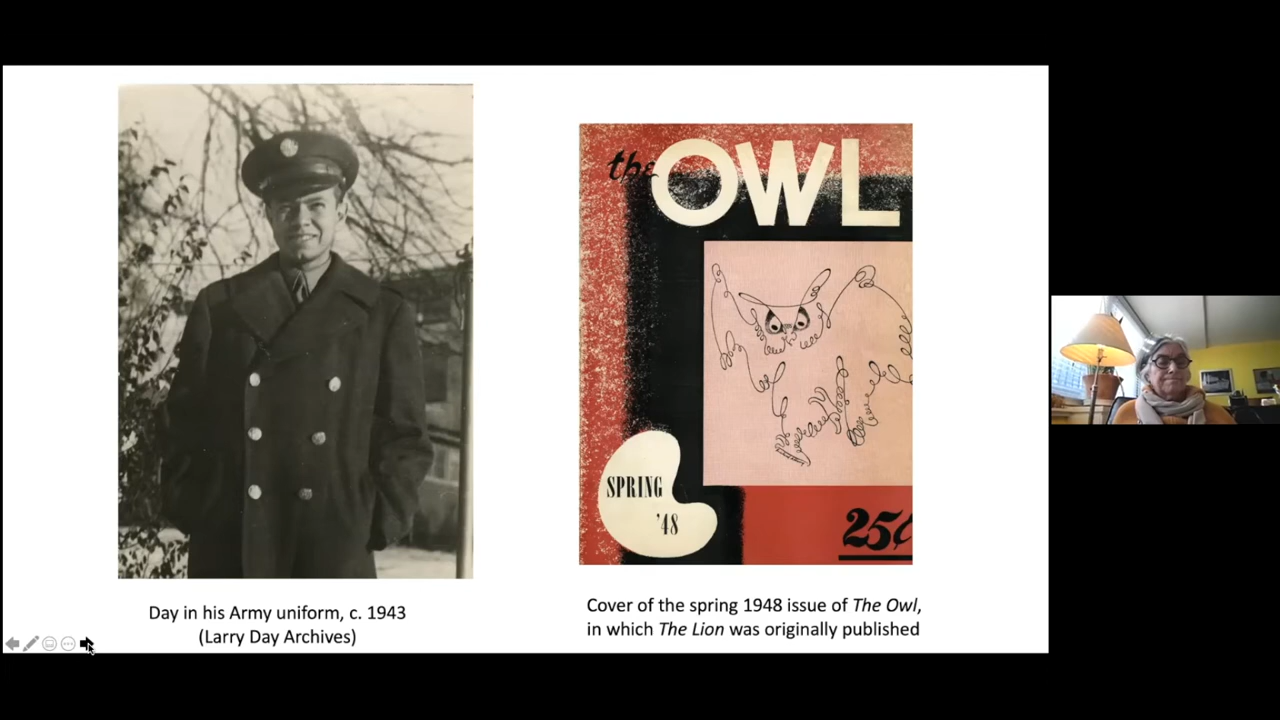 the OWL
SPRING
'48
25¢
Day in his Army uniform, c. 1943
(Larry Day Archives)
Cover of the spring 1948 issue of The Owl,
in which The Lion was originally published